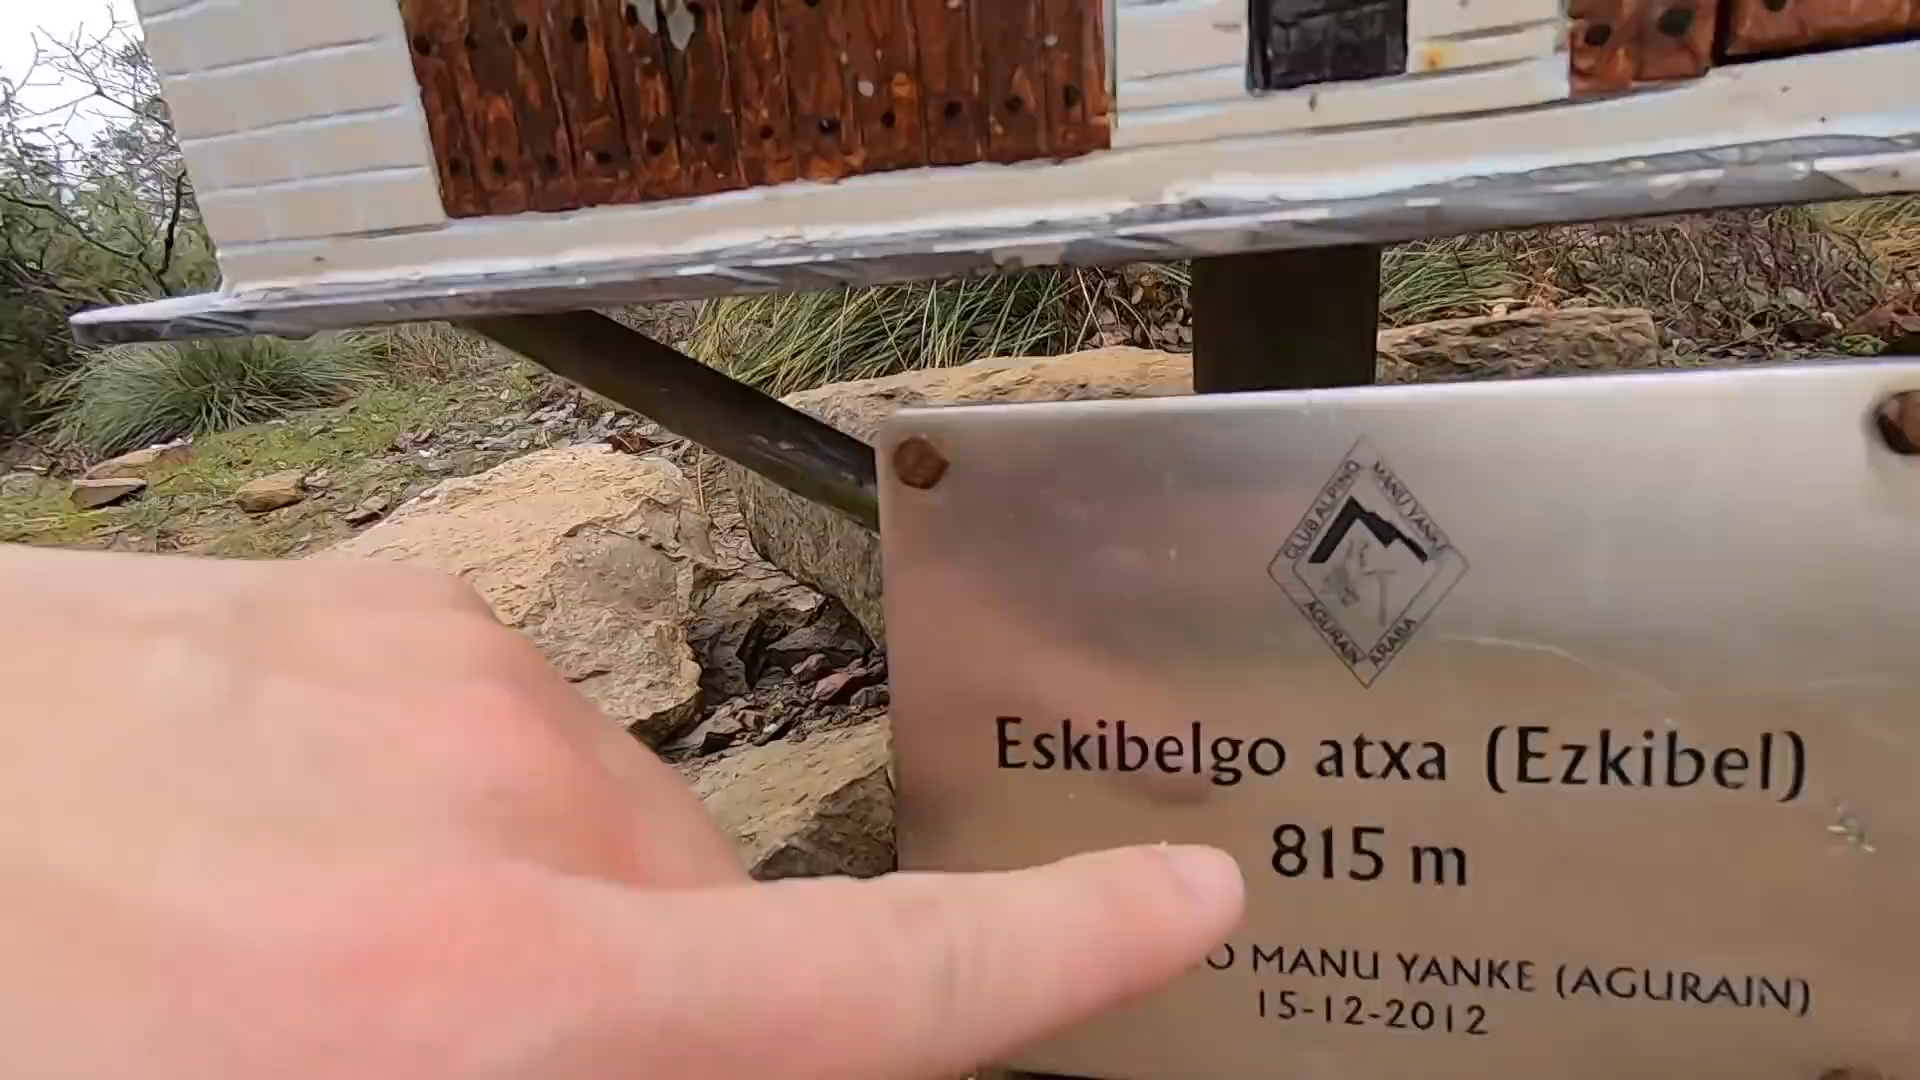 CLUB ALPINO
MANU YANKE
AGURAIN
ARABA
Eskibelgo atxa (Ezkibel)
815 m
O MANU YANKE (AGURAIN)
15-12-2012